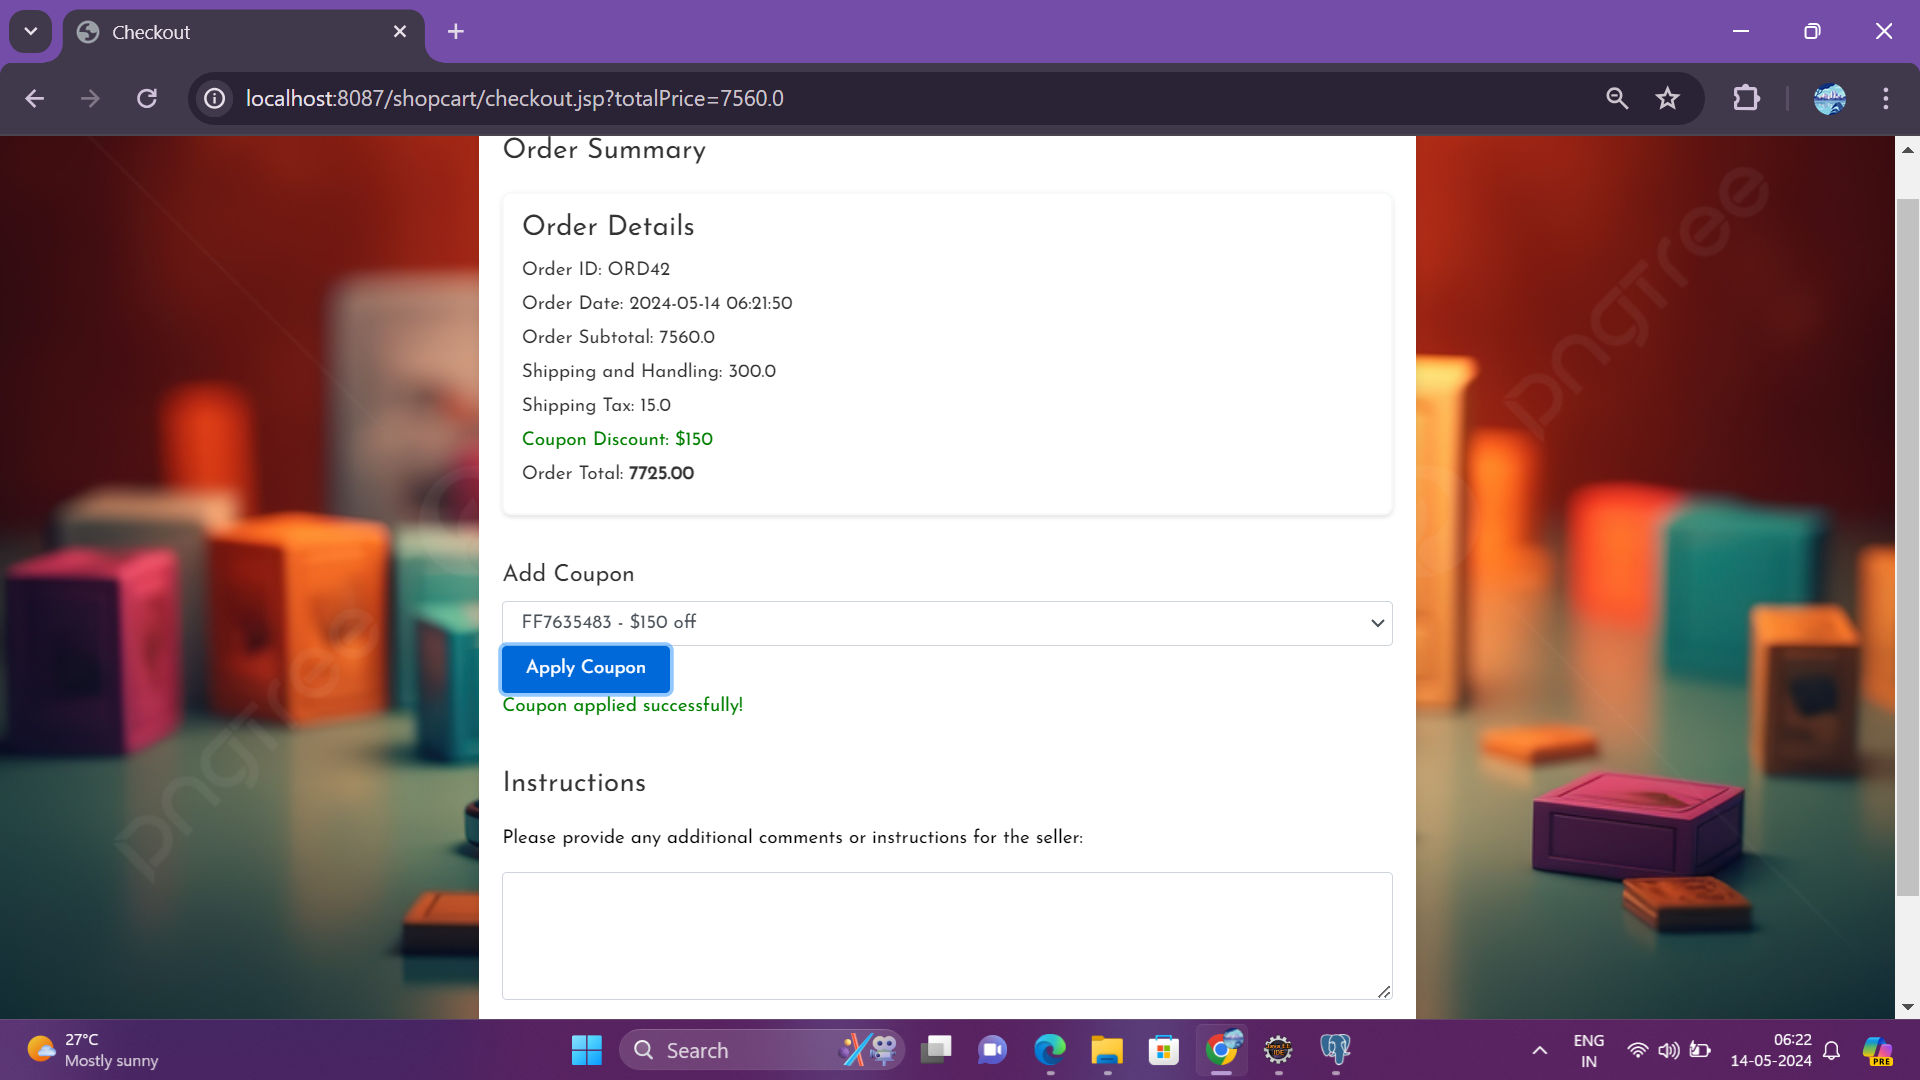 Checkout
localhost:8087/shopcart/checkout.jsp?totalPrice=7560.0
Order Summary
Order Details
Order ID: ORD42
Order Date: 2024-05-14 06:21:50
Order Subtotal: 7560.0
Shipping and Handling: 300.0
Shipping Tax: 15.0
Coupon Discount: $150
Order Total: 7725.00
Add Coupon
FF7635483 - $150 off
Apply Coupon
Coupon applied successfully!
Instructions
Please provide any additional comments or instructions for the seller:
pngtree
pngtree
27°C
Mostly sunny
Search
ENG
IN
06:22
14-05-2024
PRE